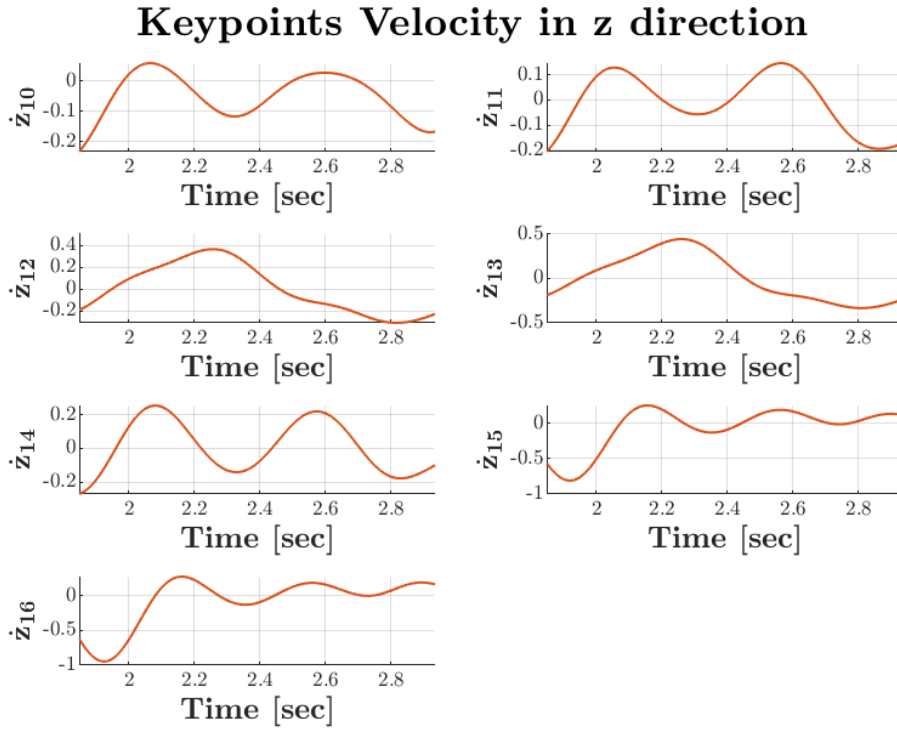 Keypoints Velocity in z direction
ż10
0
-0.1
-0.2
2 2.2 2.4 2.6 2.8
Time [sec]
ż11
0.1
0
-0.1
-0.2
2 2.2 2.4 2.6 2.8
Time [sec]
ż12
0.4
0.2
0
-0.2
2 2.2 2.4 2.6 2.8
Time [sec]
ż13
0.5
0
-0.5
2 2.2 2.4 2.6 2.8
Time [sec]
ż14
0.2
0
-0.2
2 2.2 2.4 2.6 2.8
Time [sec]
ż15
0
-0.5
-1
2 2.2 2.4 2.6 2.8
Time [sec]
ż16
0
-0.5
-1
2 2.2 2.4 2.6 2.8
Time [sec]